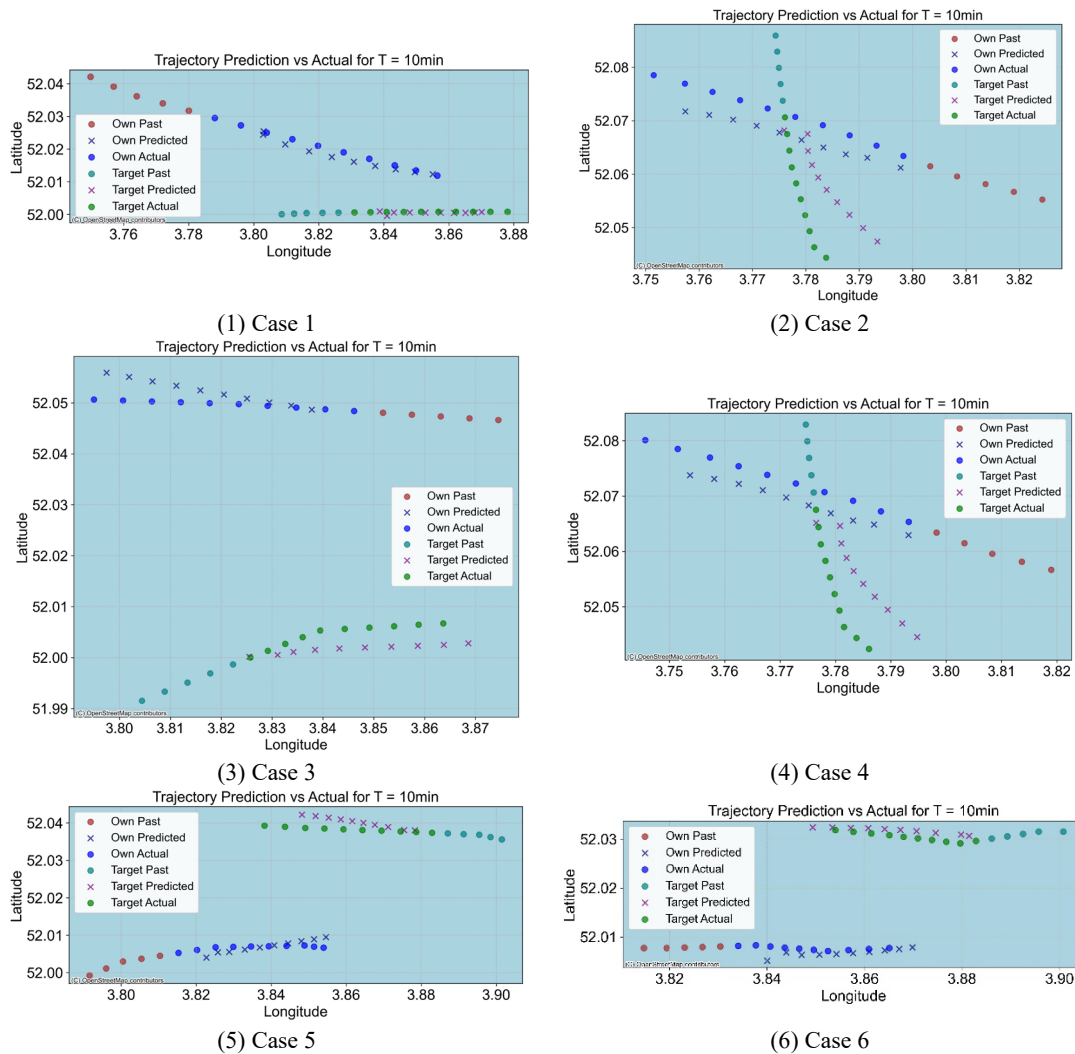 Trajectory Prediction vs Actual for T = 10min
52.04
52.03
52.02
52.01
52.00
Latitude
Own Past
Own Predicted
Own Actual
Target Past
Target Predicted
Target Actual
(C) OpenStreetMap contributors
3.76 3.78 3.80 3.82 3.84 3.86 3.88
Longitude
(1) Case 1
Trajectory Prediction vs Actual for T = 10min
52.08
52.07
52.06
52.05
Latitude
Own Past
Own Predicted
Own Actual
Target Past
Target Predicted
Target Actual
(C) OpenStreetMap contributors
3.75 3.76 3.77 3.78 3.79 3.80 3.81 3.82
Longitude
(2) Case 2
Trajectory Prediction vs Actual for T = 10min
52.05
52.04
52.03
52.02
52.01
52.00
51.99
Latitude
Own Past
Own Predicted
Own Actual
Target Past
Target Predicted
Target Actual
(C) OpenStreetMap contributors
3.80 3.81 3.82 3.83 3.84 3.85 3.86 3.87
Longitude
(3) Case 3
Trajectory Prediction vs Actual for T = 10min
52.08
52.07
52.06
52.05
Latitude
Own Past
Own Predicted
Own Actual
Target Past
Target Predicted
Target Actual
(C) OpenStreetMap contributors
3.75 3.76 3.77 3.78 3.79 3.80 3.81 3.82
Longitude
(4) Case 4
Trajectory Prediction vs Actual for T = 10min
52.04
52.03
52.02
52.01
52.00
Latitude
Own Past
Own Predicted
Own Actual
Target Past
Target Predicted
Target Actual
(C) OpenStreetMap contributors
3.80 3.82 3.84 3.86 3.88 3.90
Longitude
(5) Case 5
Trajectory Prediction vs Actual for T = 10min
52.03
52.02
52.01
Latitude
Own Past
Own Predicted
Own Actual
Target Past
Target Predicted
Target Actual
(C) OpenStreetMap contributors
3.82 3.84 3.86 3.88 3.90
Longitude
(6) Case 6